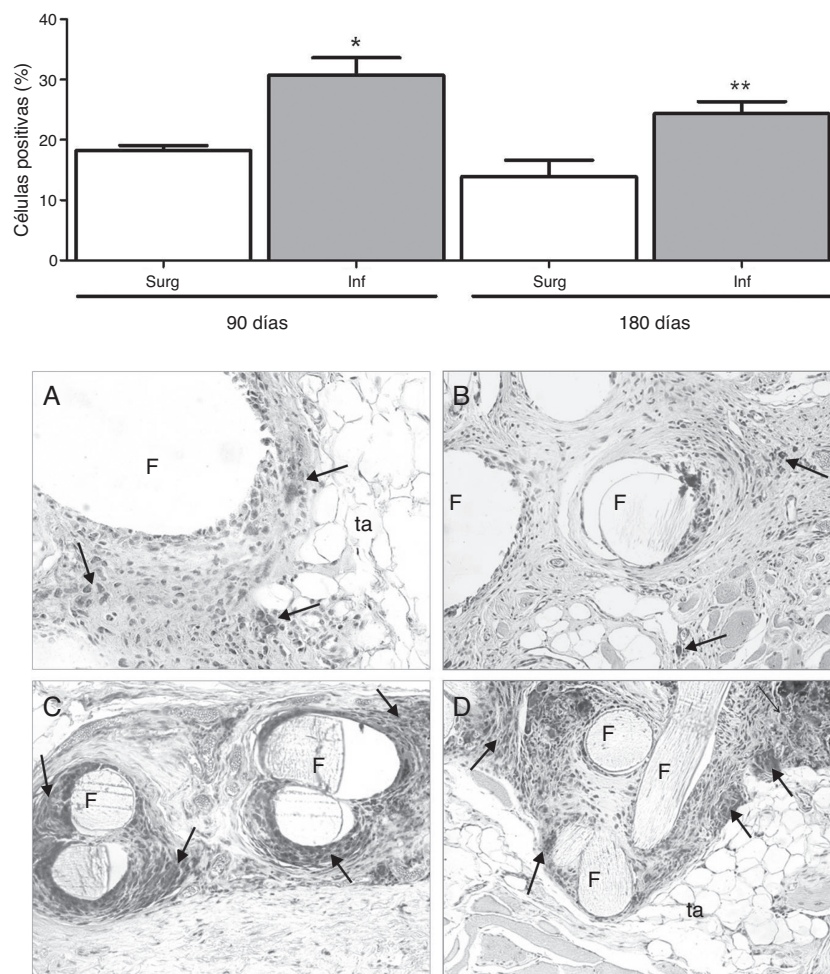 Células positivas (%)
40
30
20
10
0
*
**
Surg
Inf
Surg
Inf
90 días
180 días
A
F
ta
B
F
F
C
F
F
D
F
F
F
ta